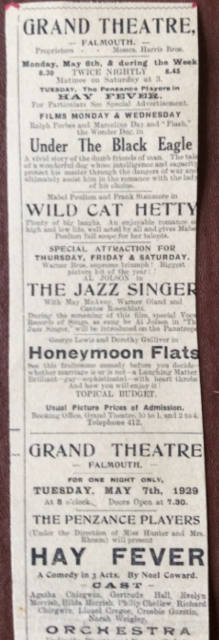 GRAND THEATRE,
— FALMOUTH. —
Proprietors - Messrs. Harris Bros.
Monday, May 6th, & during the Week
6.30 TWICE NIGHTLY 8.45
Matinee on Saturday at 3.
TUESDAY, The Penzance Players in
HAY FEVER.
For Particulars See Special Advertisement.
FILMS MONDAY & WEDNESDAY
Ralph Forbes and Marceline Day and "Flash,"
the Wonder Dog, in
Under The Black Eagle
A vivid story of the dumb friends of man. The tale
of a wonderful dog whose intelligence and sagacity
protect his master through the dangers of war and
ultimately assist him in the romance with the lady
of his choice.
Mabel Poulton and Frank Stanmore in
WILD CAT HETTY
Plenty of big laughs. An enjoyable romance of
high and low life, well acted by all and gives Mabel
Poulton full scope for her talents.
SPECIAL ATTRACTION FOR
THURSDAY, FRIDAY & SATURDAY.
Warner Bros. supreme triumph! Biggest
picture hit of the year!!
AL JOLSON in
THE JAZZ SINGER
With May McAvoy, Warner Oland and
Cantor Rosenblatt.
During the screening of this film, special Vocal
Records of Songs, as sung by Al Jolson in "The
Jazz Singer," will be introduced on the Panatrope
George Lewis and Dorothy Gulliver in
Honeymoon Flats
See this frolicsome comedy before you decide
whether marriage is or is not—a Laughing Matter
Brilliant—gay—sophisticated—with heart throbs
And how you will enjoy it
TOPICAL BUDGET.
Usual Picture Prices of Admission.
Booking Office, Grand Theatre, 10 to 1, and 2 to 4.
Telephone 412.
GRAND THEATRE
— FALMOUTH. —
FOR ONE NIGHT ONLY,
TUESDAY, MAY 7th, 1929
At 8 o'clock. Doors Open at 7.30.
THE PENZANCE PLAYERS
(Under the Direction of Miss Hunter and Mrs.
Rheam) will present
HAY FEVER
A Comedy in 3 Acts. By Noel Coward.
— CAST —
Agatha Chirgwin, Gertrude Hall, Evelyn
Morrish, Hilda Morrish, Philip Chellew, Richard
Chirgwin, Lionel Cregoe, Crosbie Garstin,
Norah Wrigley.
ORCHESTRA